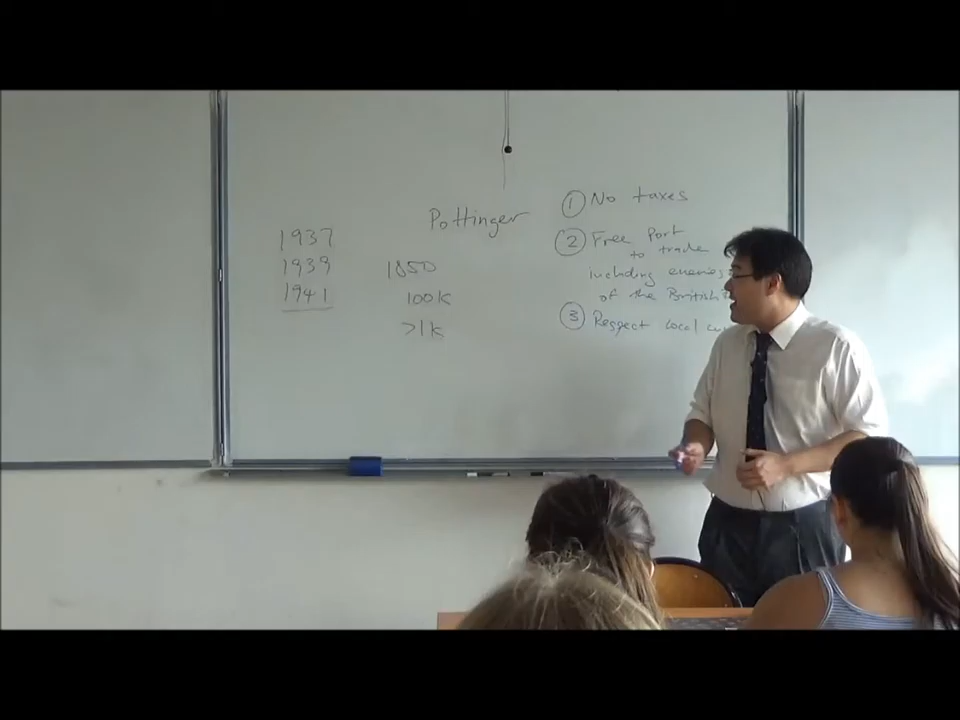 1937
1939
1941
Pottinger
1850
100K
>1K
① No taxes
② Free Port
to trade
including enemies
of the British
③ Respect Local